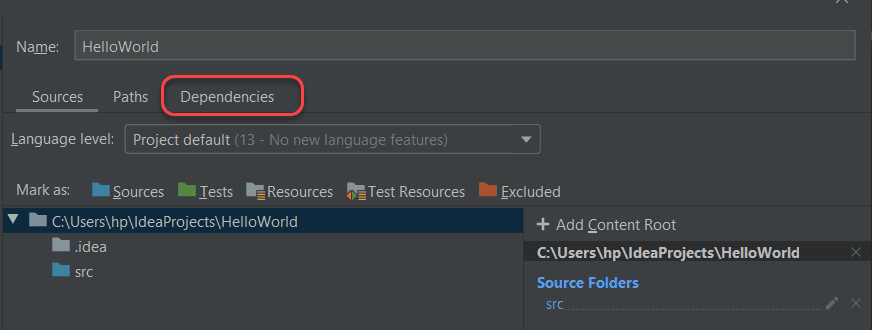 Name: HelloWorld
Sources Paths Dependencies
Language level: Project default (13 - No new language features)
Mark as: Sources Tests Resources Test Resources Excluded
C:\Users\hp\IdeaProjects\HelloWorld
.idea
src
+ Add Content Root
C:\Users\hp\IdeaProjects\HelloWorld
Source Folders
src